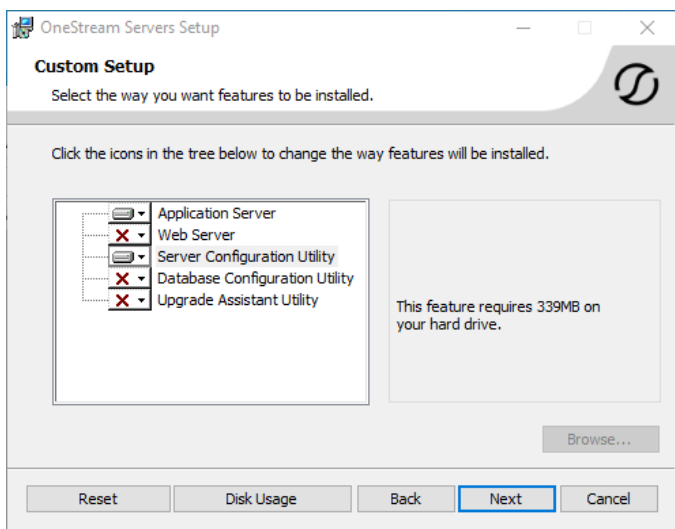 OneStream Servers Setup
Custom Setup
Select the way you want features to be installed.
Click the icons in the tree below to change the way features will be installed.
Application Server
Web Server
Server Configuration Utility
Database Configuration Utility
Upgrade Assistant Utility
This feature requires 339MB on
your hard drive.
Browse...
Reset
Disk Usage
Back
Next
Cancel